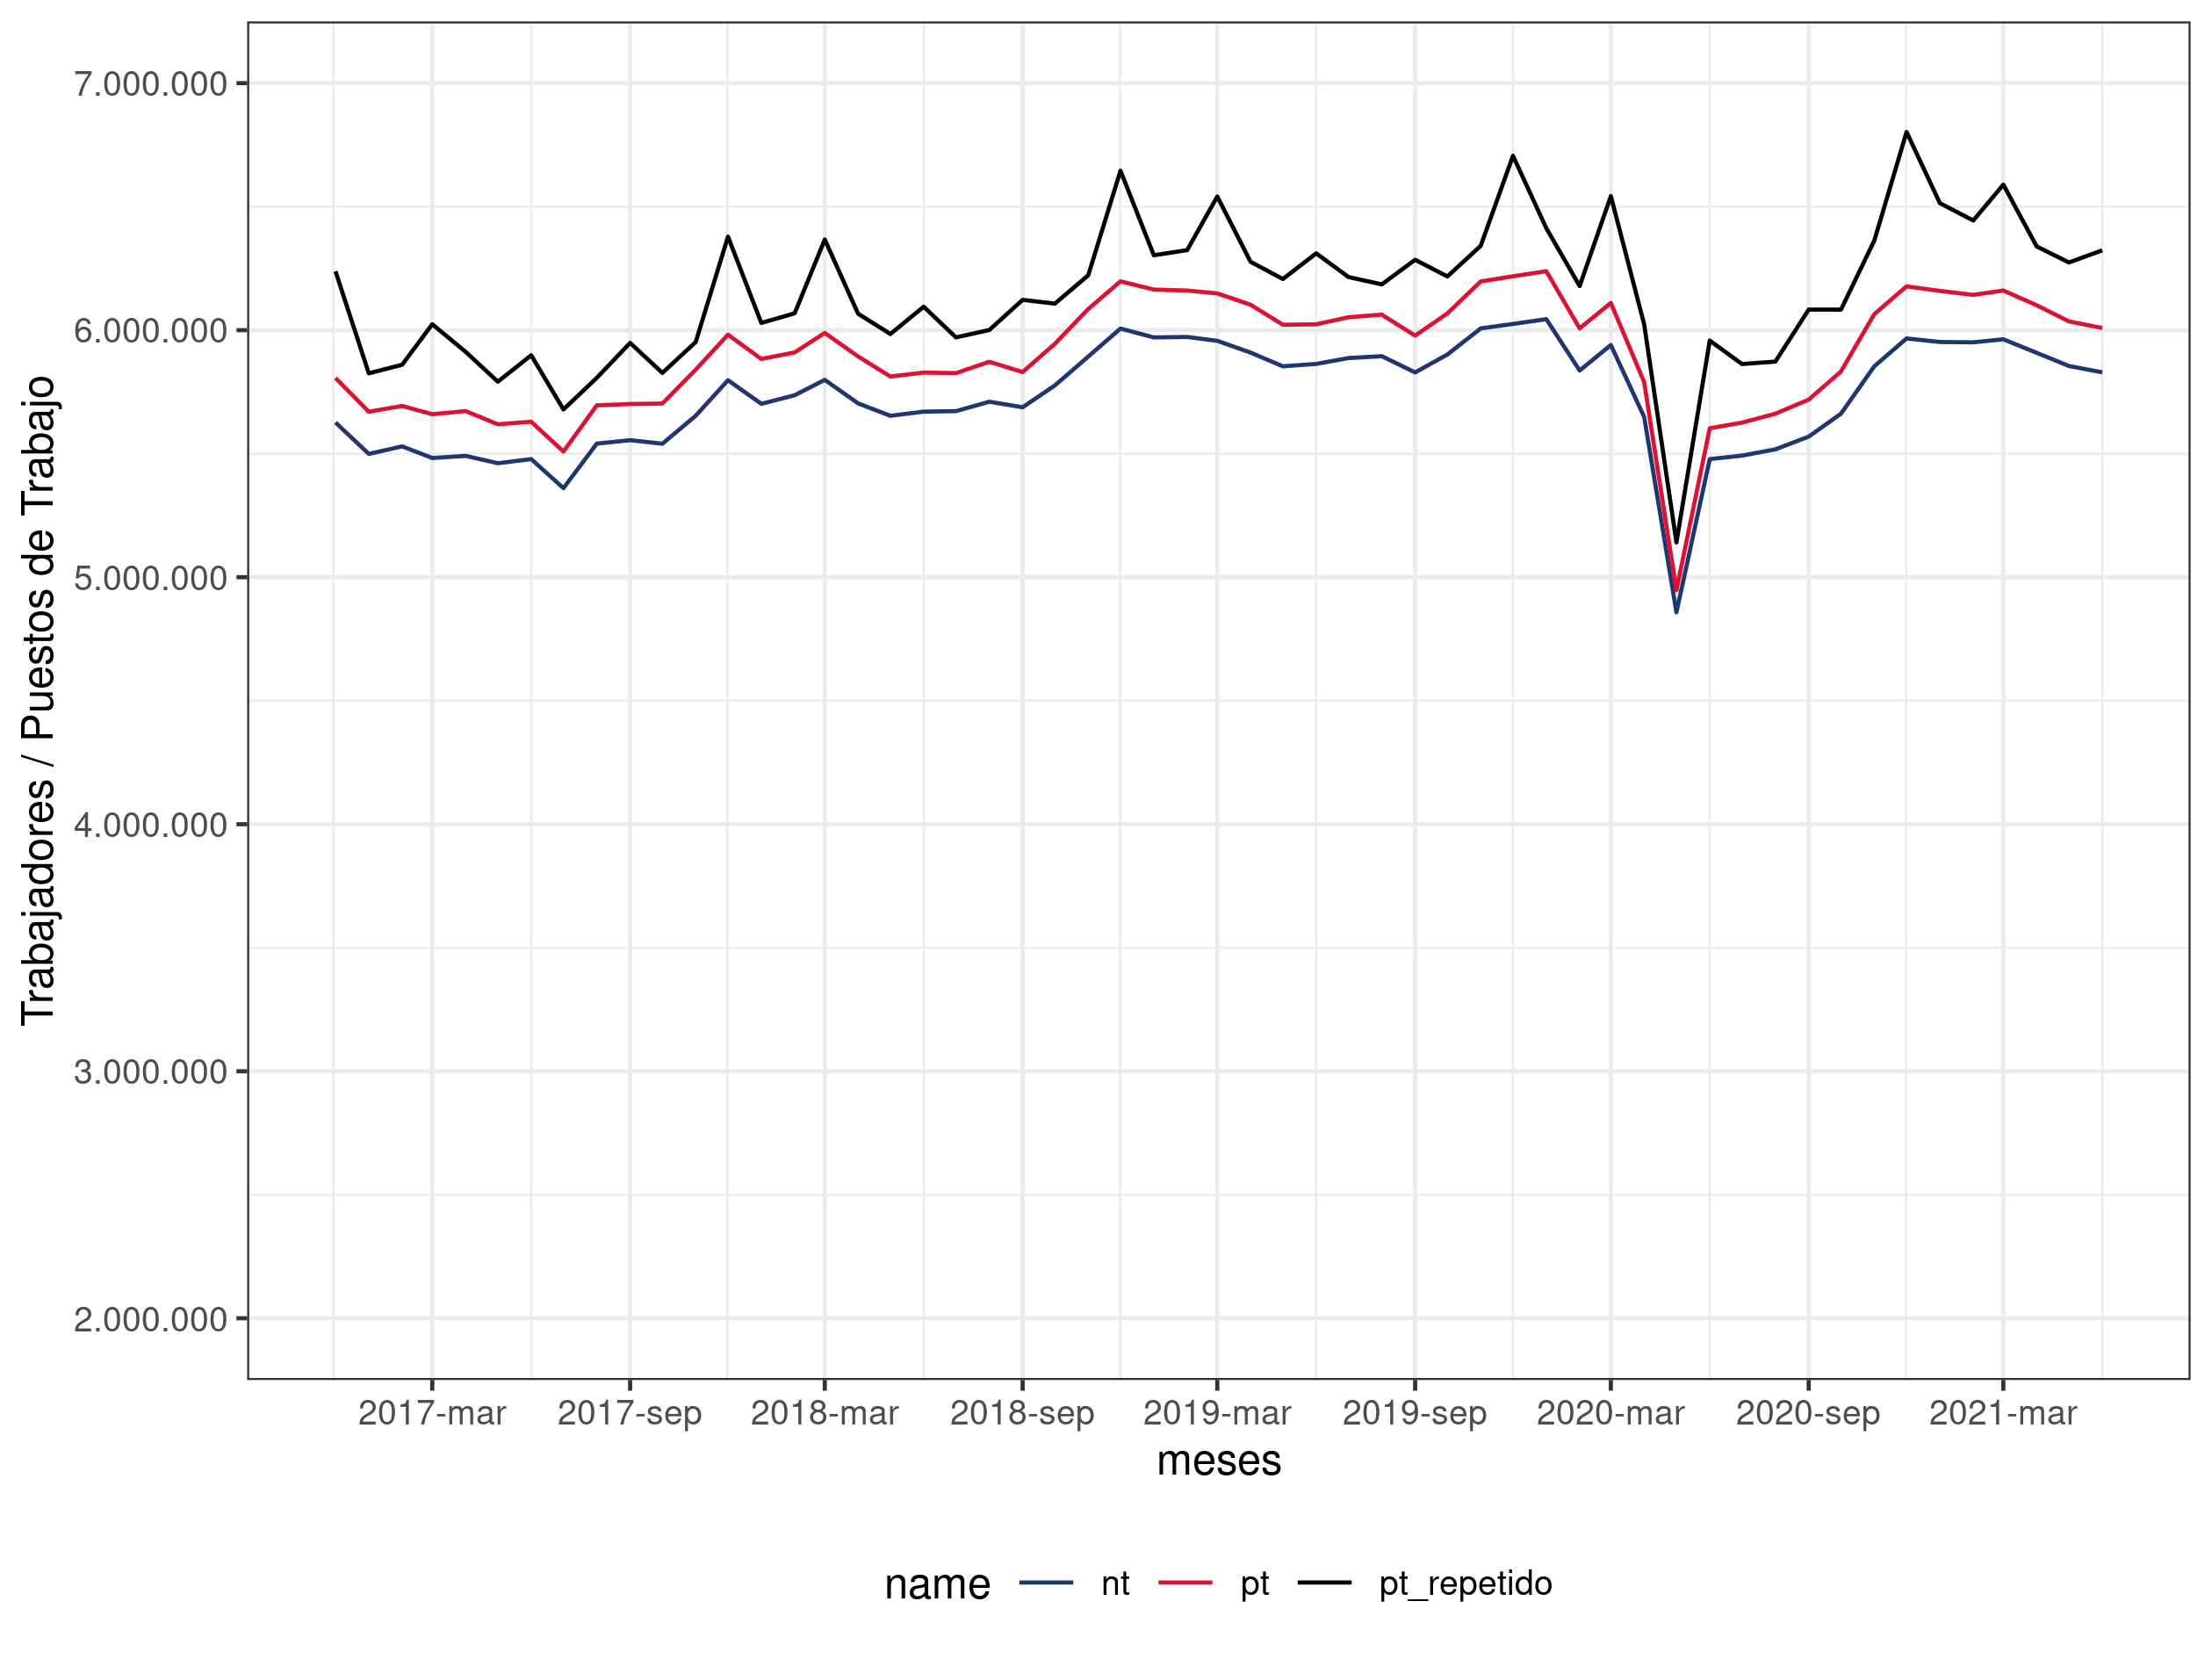 Trabajadores / Puestos de Trabajo
7.000.000
6.000.000
5.000.000
4.000.000
3.000.000
2.000.000
2017-mar 2017-sep 2018-mar 2018-sep 2019-mar 2019-sep 2020-mar 2020-sep 2021-mar
meses
name nt pt pt_repetido